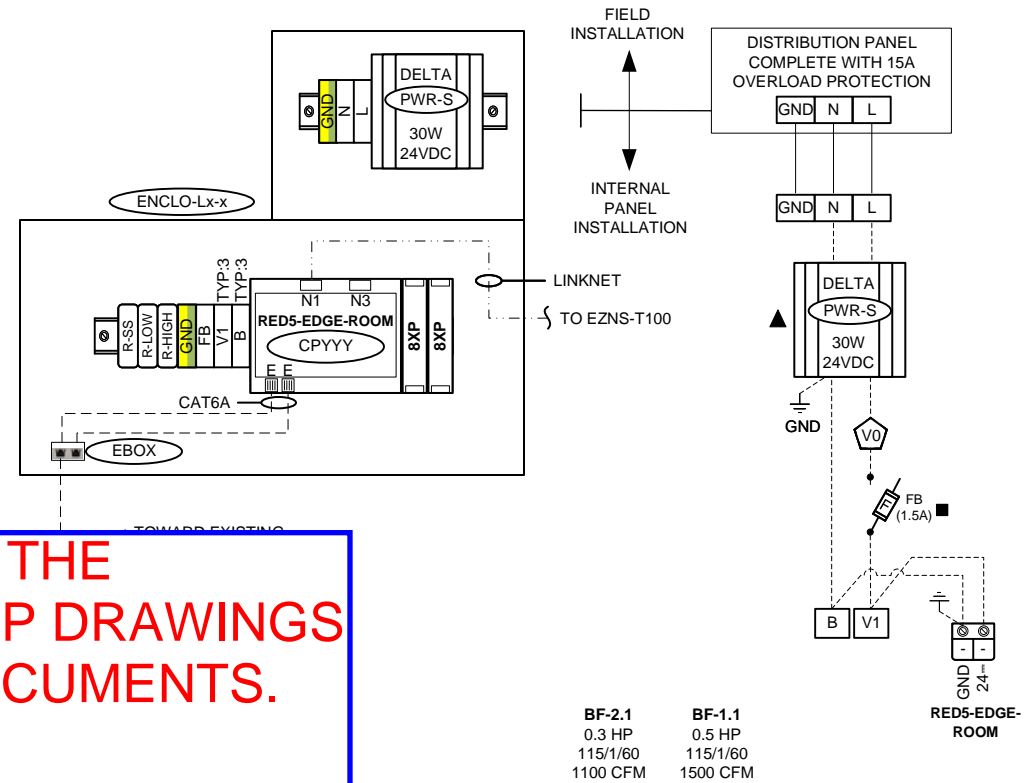 FIELD
INSTALLATION
DISTRIBUTION PANEL
COMPLETE WITH 15A
OVERLOAD PROTECTION
GND N L
INTERNAL
PANEL
INSTALLATION
GND N L
DELTA
PWR-S
30W
24VDC
GND
V0
F
FB
(1.5A)
B V1
- -
GND
24
RED5-EDGE-
ROOM
GND
N
L
DELTA
PWR-S
30W
24VDC
ENCLO-Lx-x
R-SS
R-LOW
R-HIGH
GND
FB
V1
B
TYP:3
TYP:3
N1 N3
RED5-EDGE-ROOM
CPYYY
E E
8XP
8XP
LINKNET
TO EZNS-T100
CAT6A
EBOX
TOWARD EXISTING
THE
P DRAWINGS
CUMENTS.
BF-2.1
0.3 HP
115/1/60
1100 CFM
BF-1.1
0.5 HP
115/1/60
1500 CFM